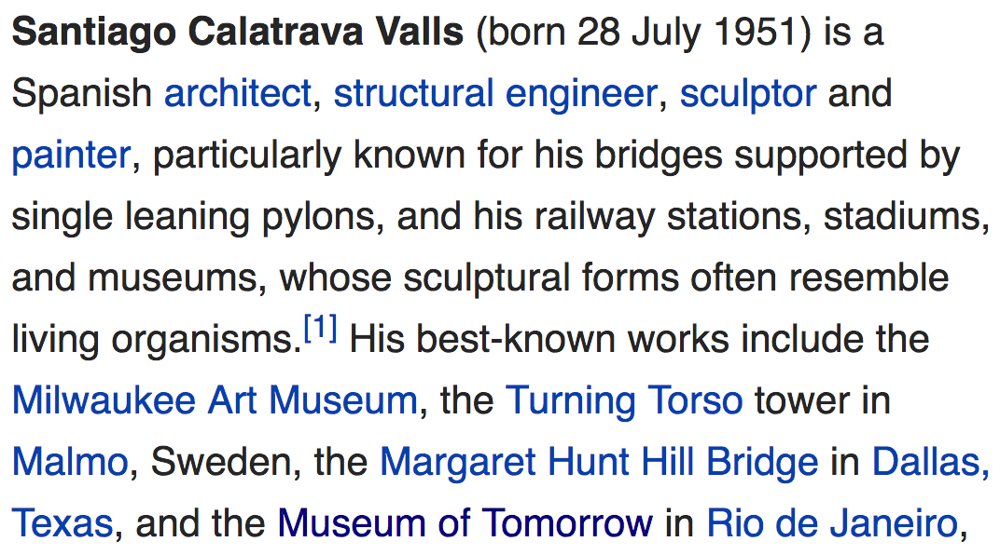 Santiago Calatrava Valls (born 28 July 1951) is a
Spanish architect, structural engineer, sculptor and
painter, particularly known for his bridges supported by
single leaning pylons, and his railway stations, stadiums,
and museums, whose sculptural forms often resemble
living organisms.[1] His best-known works include the
Milwaukee Art Museum, the Turning Torso tower in
Malmo, Sweden, the Margaret Hunt Hill Bridge in Dallas,
Texas, and the Museum of Tomorrow in Rio de Janeiro,